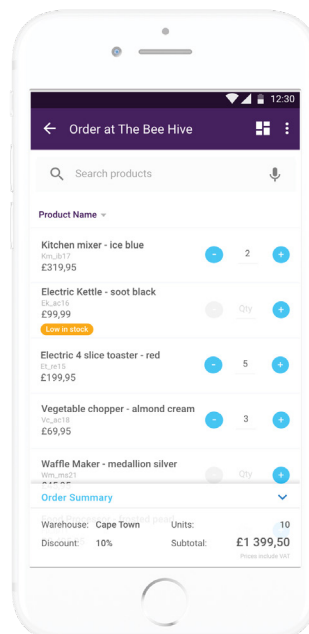 12:30
Order at The Bee Hive
Search products
Product Name
Kitchen mixer - ice blue
Km_ib17
£319,95
- 2 +
Electric Kettle - soot black
Ek_ac16
£99,99
- Qty +
Low in stock
Electric 4 slice toaster - red
Et_re15
£199,95
- 5 +
Vegetable chopper - almond cream
Ve_ac18
£69,95
- 3 +
Waffle Maker - medallion silver
Wm_ms21
- Qty +
Order Summary
Warehouse: Cape Town Units: 10
Discount: 10% Subtotal: £1 399,50
Prices include VAT